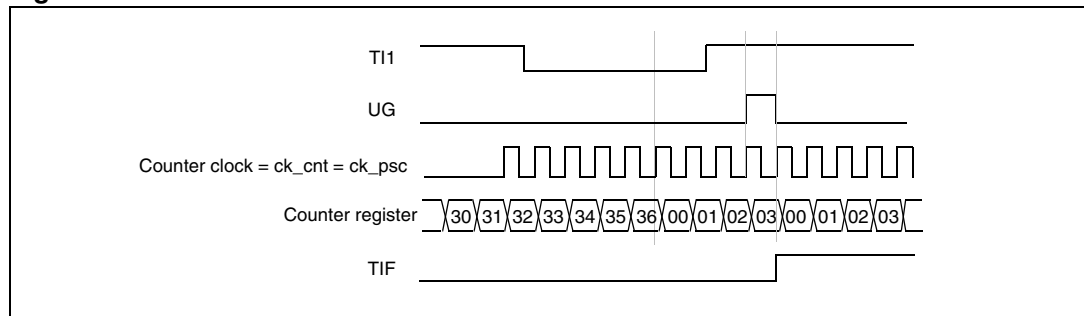 TI1
UG
Counter clock = ck_cnt = ck_psc
Counter register 30 31 32 33 34 35 36 00 01 02 03 00 01 02 03
TIF